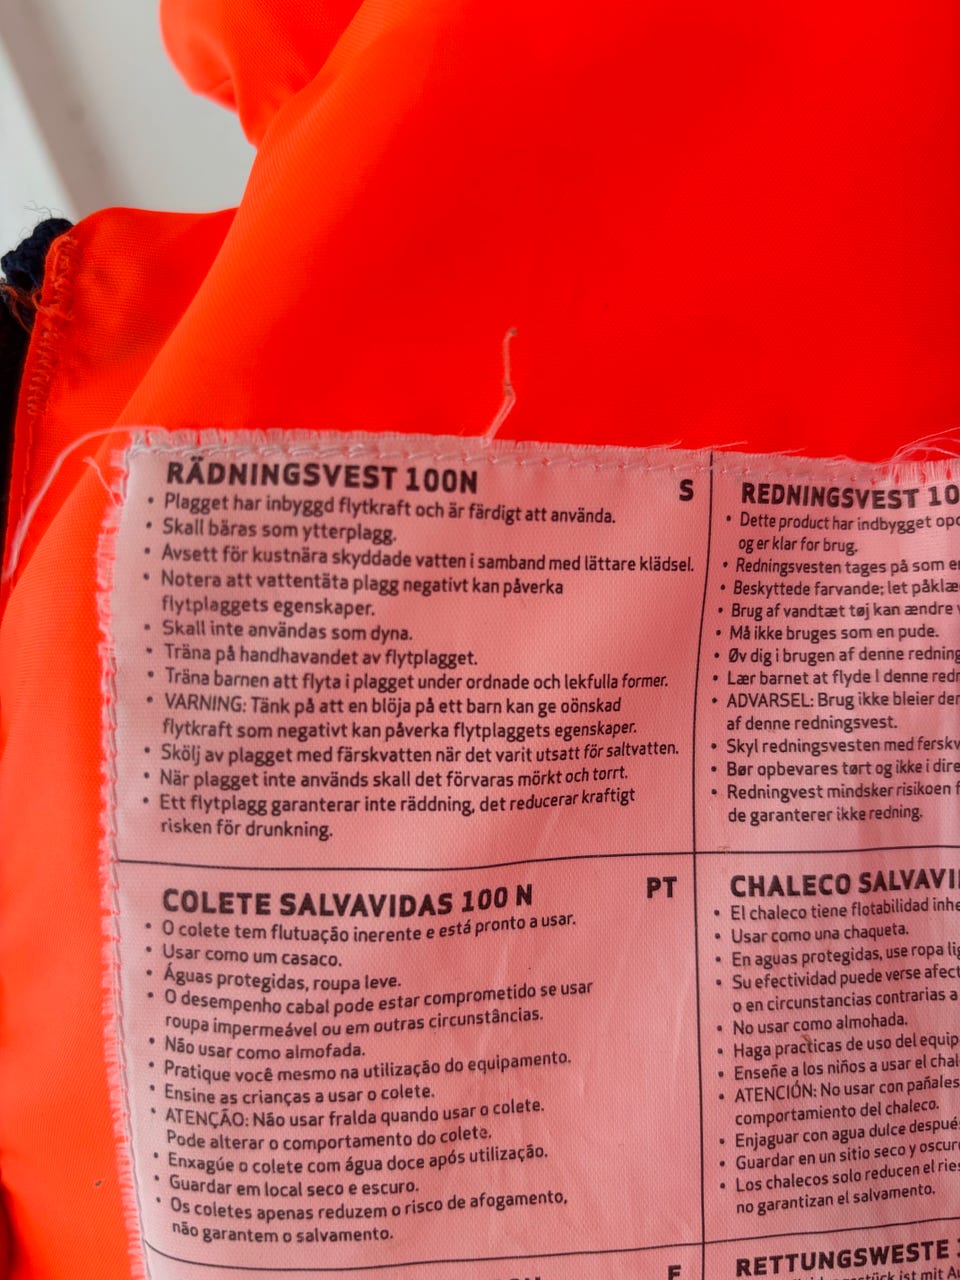 RÄDNINGSVEST 100N
S
• Plagget har inbyggd flytkraft och är färdigt att använda.
• Skall bäras som ytterplagg.
• Avsett för kustnära skyddade vatten i samband med lättare klädsel.
• Notera att vattentäta plagg negativt kan påverka
flytplaggets egenskaper.
• Skall inte användas som dyna.
• Träna på handhavandet av flytplagget.
• Träna barnen att flyta i plagget under ordnade och lekfulla former.
• VARNING: Tänk på att en blöja på ett barn kan ge oönskad
flytkraft som negativt kan påverka flytplaggets egenskaper.
• Skölj av plagget med färskvatten när det varit utsatt för saltvatten.
• När plagget inte används skall det förvaras mörkt och torrt.
• Ett flytplagg garanterar inte räddning, det reducerar kraftigt
risken för drunkning.
REDNINGSVEST 10
• Dette product har indbygget
og er klar for brug.
• Redningsvesten tages på som
• Beskyttede farvande; let
• Brug af vandtæt tøj kan ændre
• Må ikke bruges som en pude.
• Øv dig i brugen af denne
• Lær barnet at flyde I denne
• ADVARSEL: Brug ikke bleier
af denne redningsvest.
• Skyl redningsvesten med
• Bør opbevares tørt og ikke i
• Redningvest mindsker risikoen
de garanterer ikke redning.
COLETE SALVAVIDAS 100 N
PT
• O colete tem flutuação inerente e está pronto a usar.
• Usar como um casaco.
• Águas protegidas, roupa leve.
• O desempenho cabal pode estar comprometido se usar
roupa impermeável ou em outras circunstâncias.
• Não usar como almofada.
• Pratique você mesmo na utilização do equipamento.
• Ensine as crianças a usar o colete.
• ATENÇÃO: Não usar fralda quando usar o colete.
Pode alterar o comportamento do colete.
• Enxagúe o colete com água doce após utilização.
• Guardar em local seco e escuro.
• Os coletes apenas reduzem o risco de afogamento,
não garantem o salvamento.
CHALECO
• El chaleco tiene flotabilidad
• Usar como una chaqueta.
• En aguas protegidas, use ropa
• Su efectividad puede verse
o en circunstancias contrarias a
• No usar como almohada.
• Haga practicas de uso del
• Enseñe a los niños a usar el
• ATENCIÓN: No usar con pañales
comportamiento del chaleco.
• Enjaguar con agua dulce
• Guardar en un sitio seco y
• Los chalecos solo reducen el
no garantizan el salvamento.
RETTUNGSWESTE
ist mit